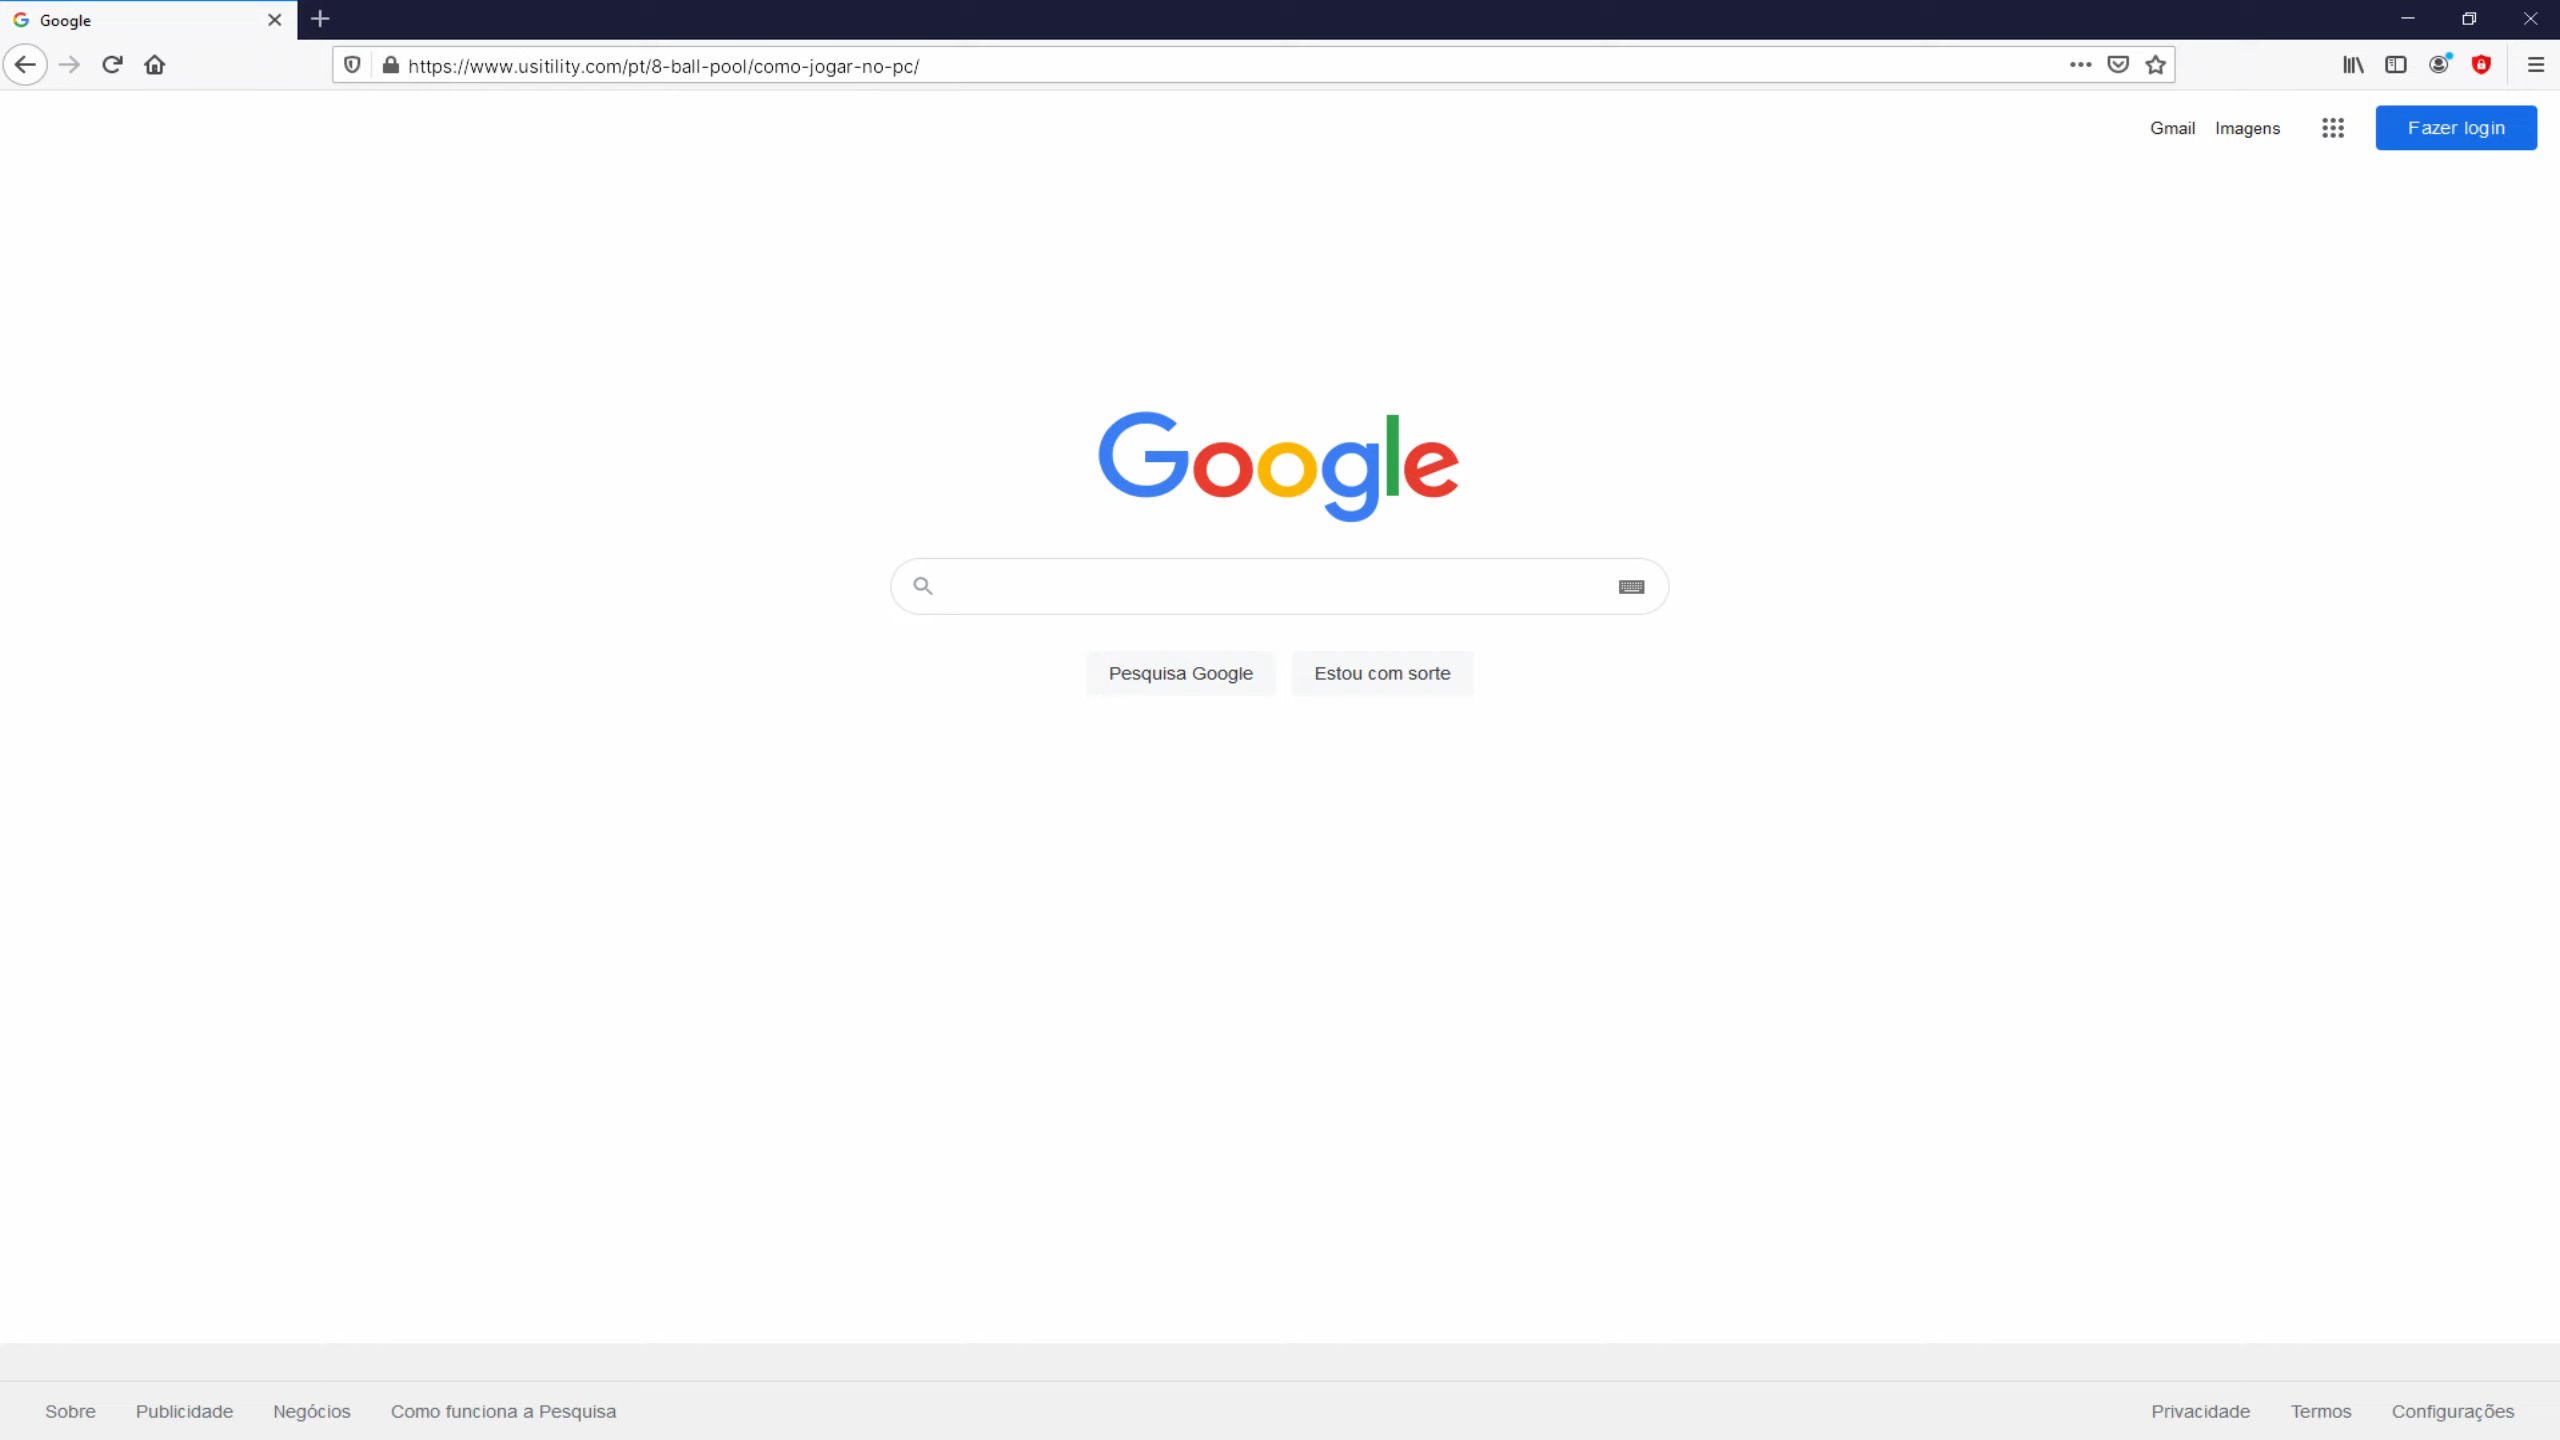 Google
https://www.usitility.com/pt/8-ball-pool/como-jogar-no-pc/
Gmail Imagens Fazer login
Google
Pesquisa Google Estou com sorte
Sobre Publicidade Negócios Como funciona a Pesquisa Privacidade Termos Configurações